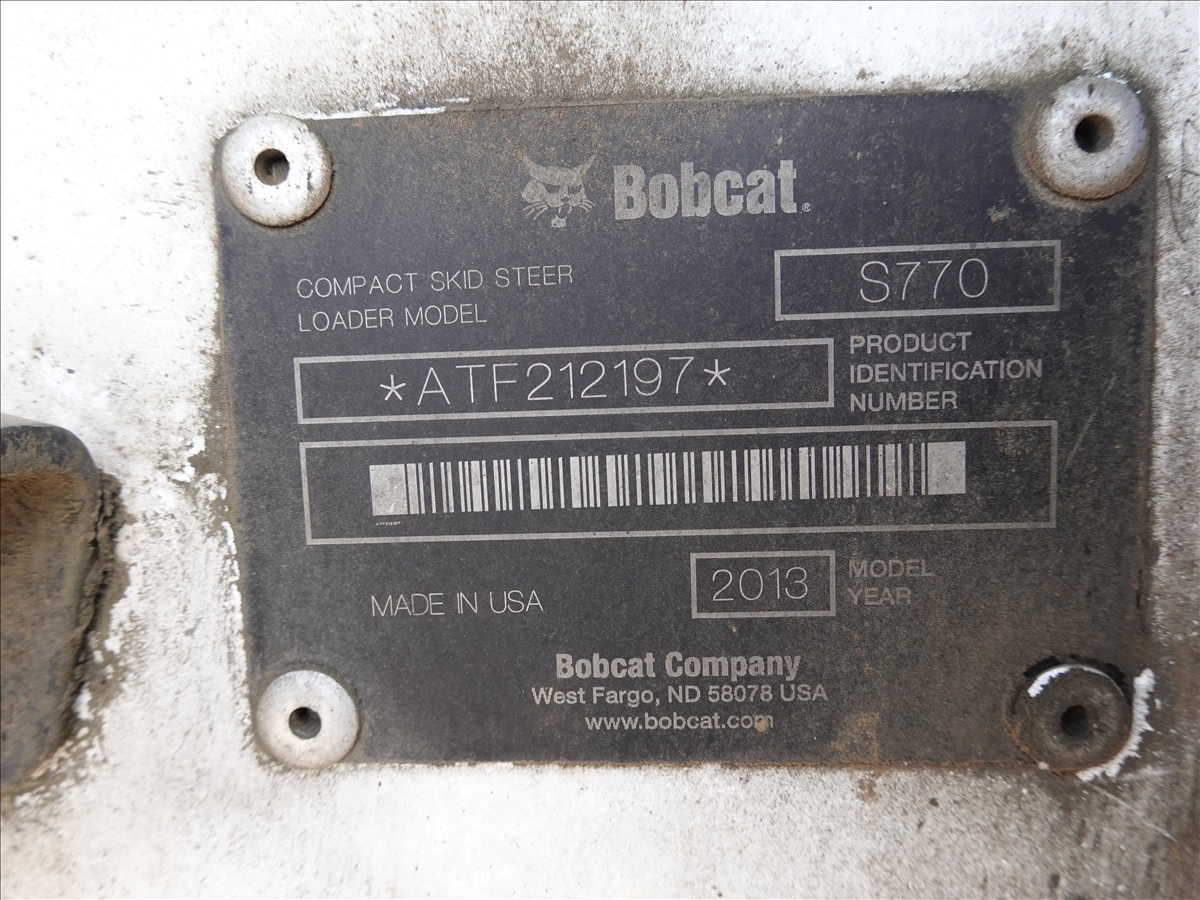 Bobcat®
COMPACT SKID STEER
LOADER MODEL
S770
*ATF212197*
PRODUCT
IDENTIFICATION
NUMBER
MADE IN USA
2013
MODEL
YEAR
Bobcat Company
West Fargo, ND 58078 USA
www.bobcat.com